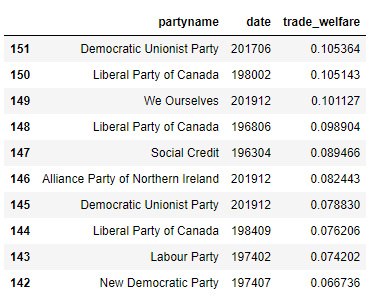 partyname date trade_welfare
151 Democratic Unionist Party 201706 0.105364
150 Liberal Party of Canada 198002 0.105143
149 We Ourselves 201912 0.101127
148 Liberal Party of Canada 196806 0.098904
147 Social Credit 196304 0.089466
146 Alliance Party of Northern Ireland 201912 0.082443
145 Democratic Unionist Party 201912 0.078830
144 Liberal Party of Canada 198409 0.076206
143 Labour Party 197402 0.074202
142 New Democratic Party 197407 0.066736